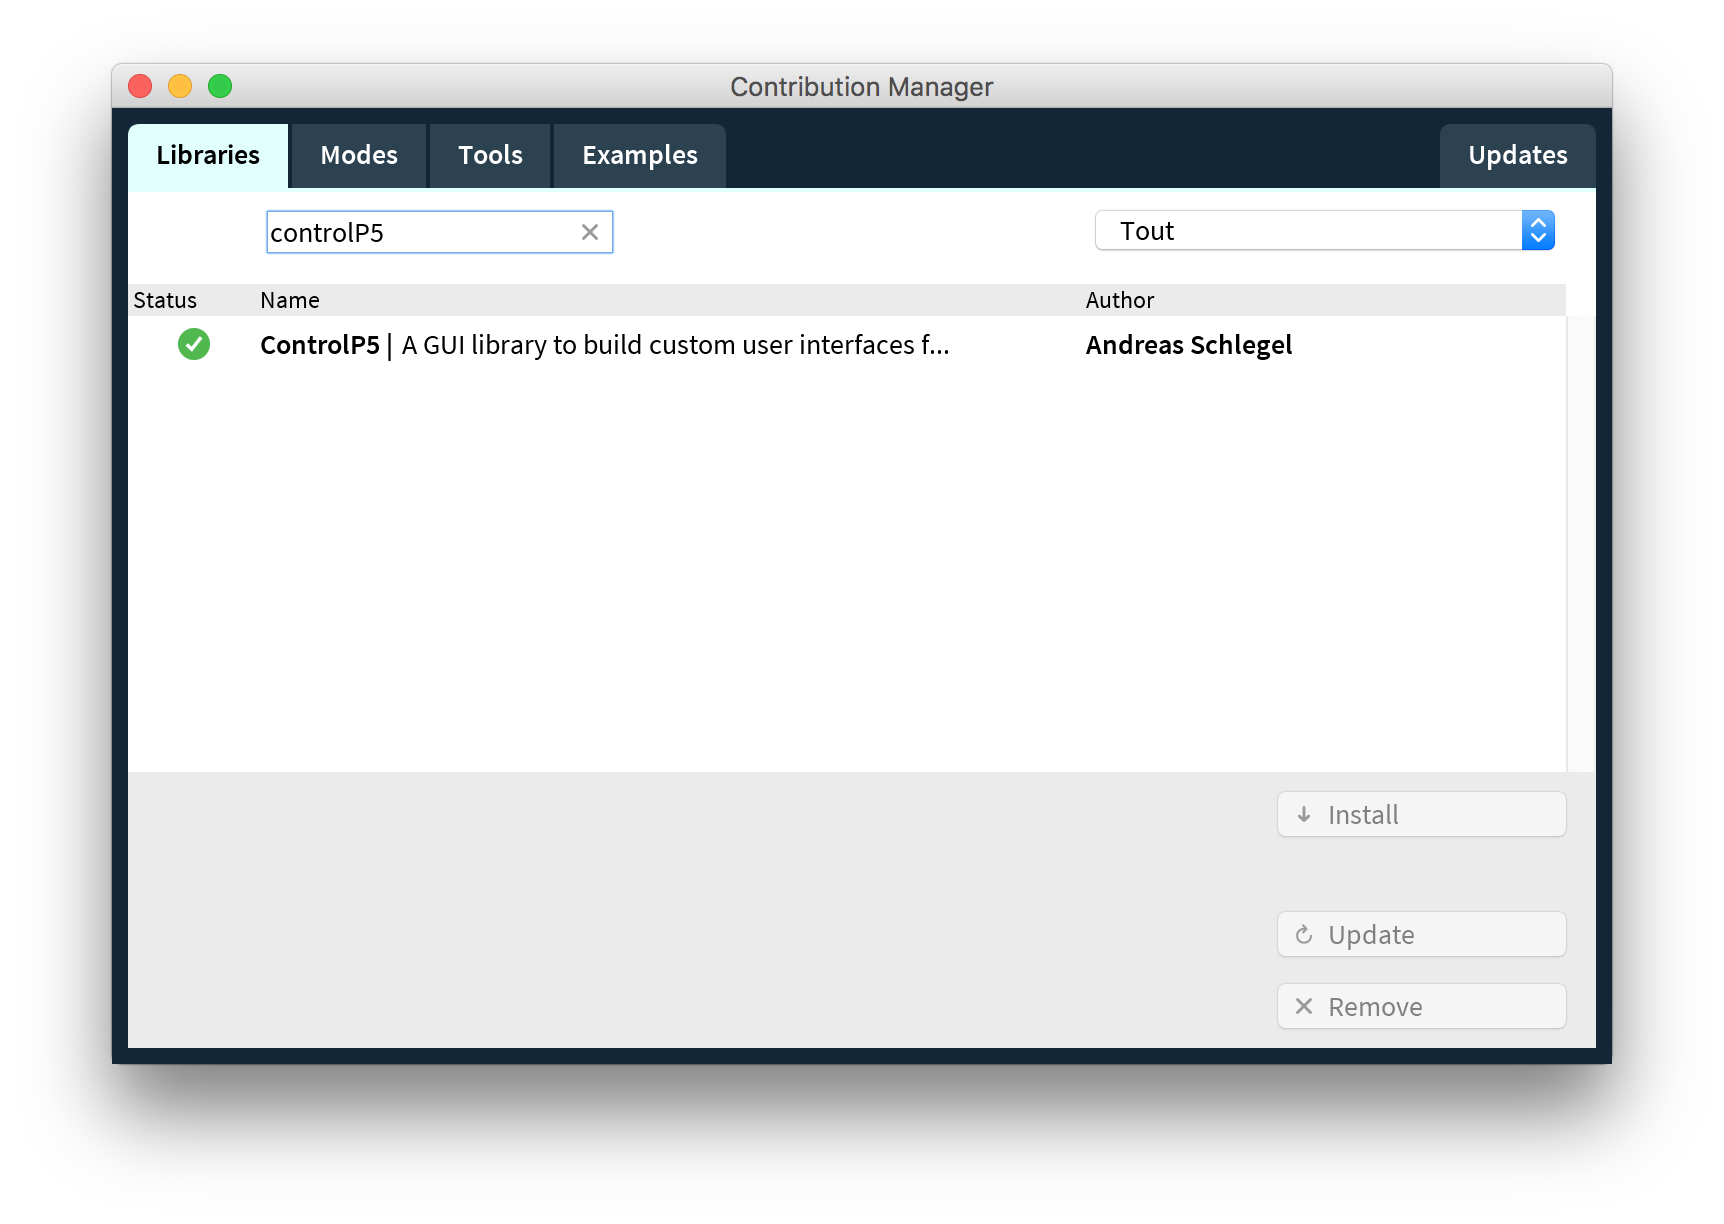 Contribution Manager
Libraries Modes Tools Examples Updates
controlP5 Tout
Status Name Author
ControlP5 | A GUI library to build custom user interfaces f... Andreas Schlegel
Install
Update
Remove